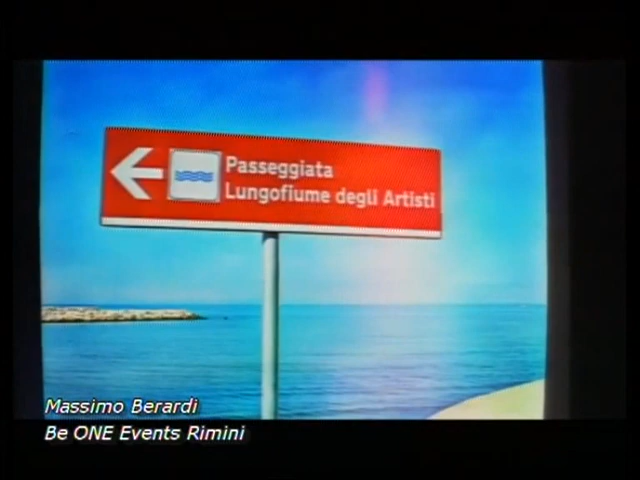 Passeggiata
Lungofiume degli Artisti
Massimo Berardi
Be ONE Events Rimini